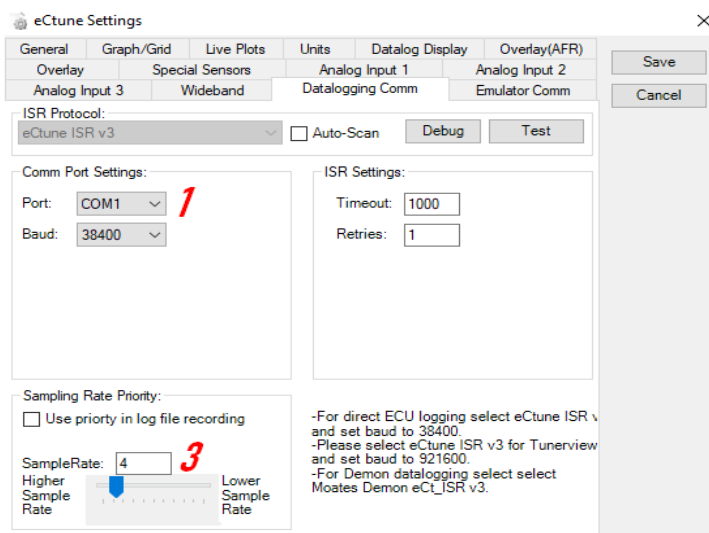 eCtune Settings
General Graph/Grid Live Plots Units Datalog Display Overlay(AFR)
Overlay Special Sensors Analog Input 1 Analog Input 2
Analog Input 3 Wideband Datalogging Comm Emulator Comm
Save
Cancel
ISR Protocol:
eCtune ISR v3 Auto-Scan Debug Test
Comm Port Settings:
Port: COM1 1
Baud: 38400
ISR Settings:
Timeout: 1000
Retries: 1
Sampling Rate Priority:
Use priorty in log file recording
SampleRate: 4 3
Higher
Sample
Rate
Lower
Sample
Rate
-For direct ECU logging select eCtune ISR v
and set baud to 38400.
-Please select eCtune ISR v3 for Tunerview
and set baud to 921600.
-For Demon datalogging select select
Moates Demon eCt_ISR v3.